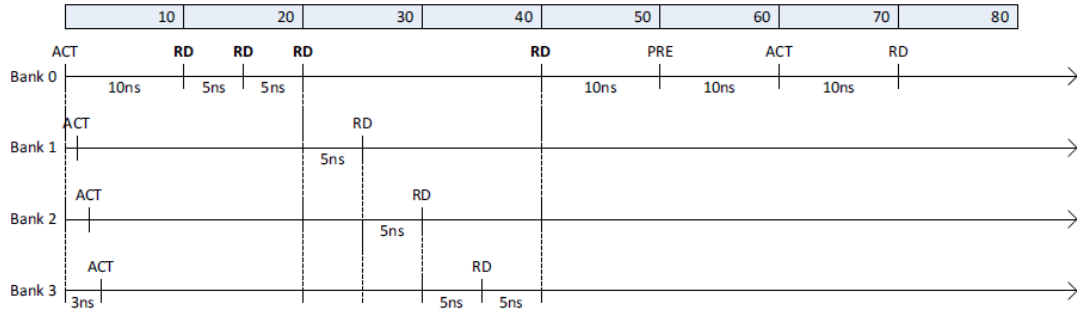 10 20 30 40 50 60 70 80
ACT RD RD RD RD PRE ACT RD
Bank 0
10ns 5ns 5ns 10ns 10ns 10ns
ACT RD
Bank 1
5ns
ACT RD
Bank 2
5ns
ACT RD
Bank 3
3ns 5ns 5ns